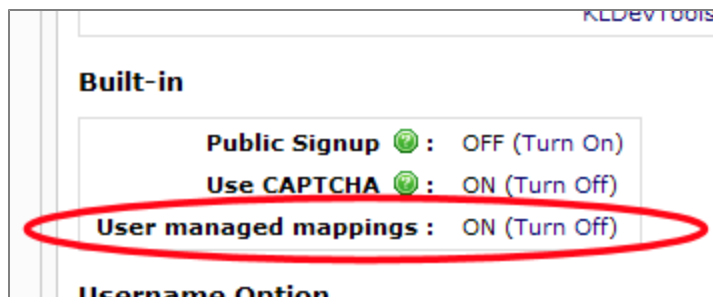 KLDevTools
Built-in
Public Signup : OFF (Turn On)
Use CAPTCHA : ON (Turn Off)
User managed mappings : ON (Turn Off)
Username Option